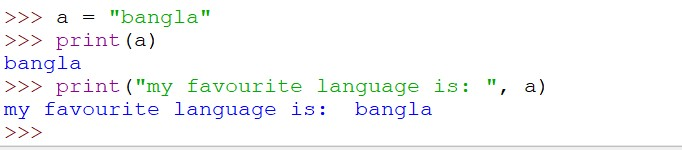 >>> a = "bangla"
>>> print(a)
bangla
>>> print("my favourite language is: ", a)
my favourite language is:  bangla
>>>